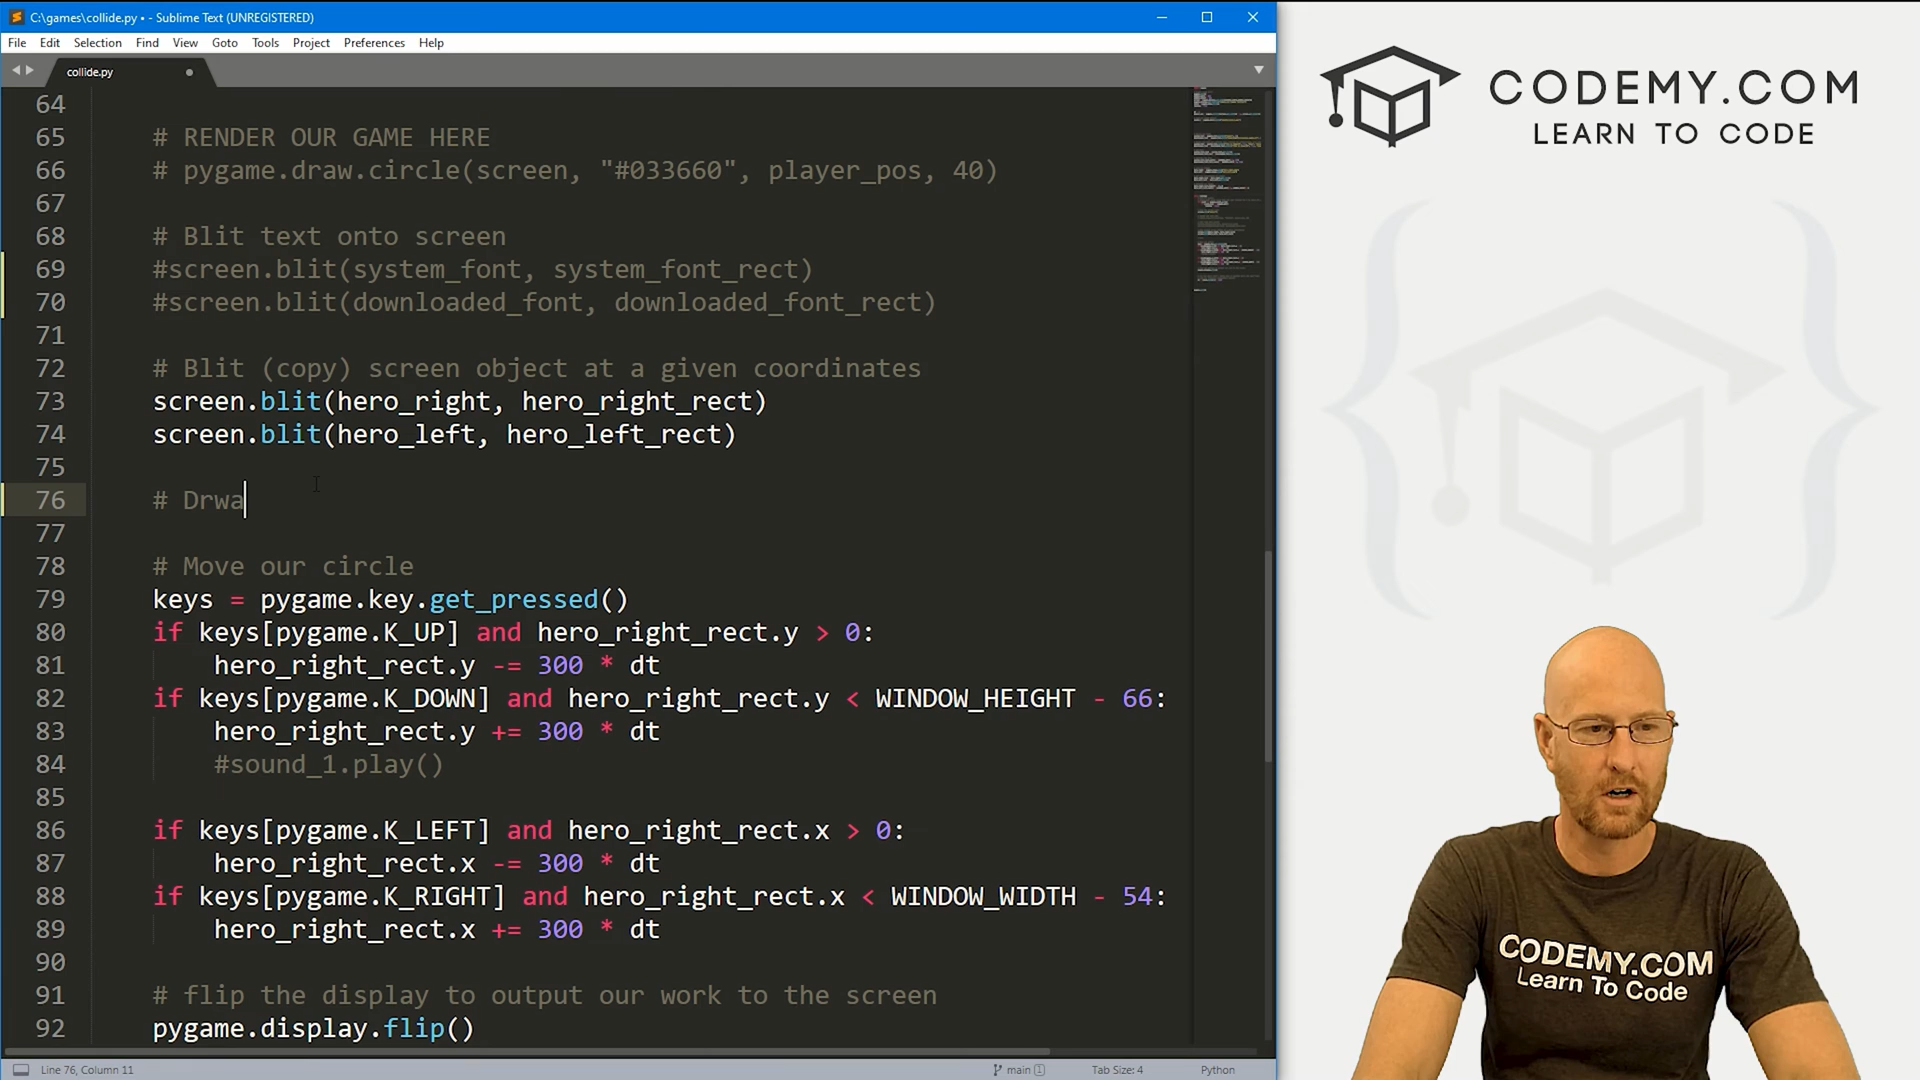 C:\games\collide.py • - Sublime Text (UNREGISTERED)
File Edit Selection Find View Goto Tools Project Preferences Help
collide.py
64
65 # RENDER OUR GAME HERE
66 # pygame.draw.circle(screen, "#033660", player_pos, 40)
67
68 # Blit text onto screen
69 #screen.blit(system_font, system_font_rect)
70 #screen.blit(downloaded_font, downloaded_font_rect)
71
72 # Blit (copy) screen object at a given coordinates
73 screen.blit(hero_right, hero_right_rect)
74 screen.blit(hero_left, hero_left_rect)
75
76 # Drwa
77
78 # Move our circle
79 keys = pygame.key.get_pressed()
80 if keys[pygame.K_UP] and hero_right_rect.y > 0:
81 hero_right_rect.y -= 300 * dt
82 if keys[pygame.K_DOWN] and hero_right_rect.y < WINDOW_HEIGHT - 66:
83 hero_right_rect.y += 300 * dt
84 #sound_1.play()
85
86 if keys[pygame.K_LEFT] and hero_right_rect.x > 0:
87 hero_right_rect.x -= 300 * dt
88 if keys[pygame.K_RIGHT] and hero_right_rect.x < WINDOW_WIDTH - 54:
89 hero_right_rect.x += 300 * dt
90
91 # flip the display to output our work to the screen
92 pygame.display.flip()
Line 76, Column 11
main 1
Tab Size: 4
Python
CODEMY.COM
LEARN TO CODE
CODEMY.COM
Learn To Code